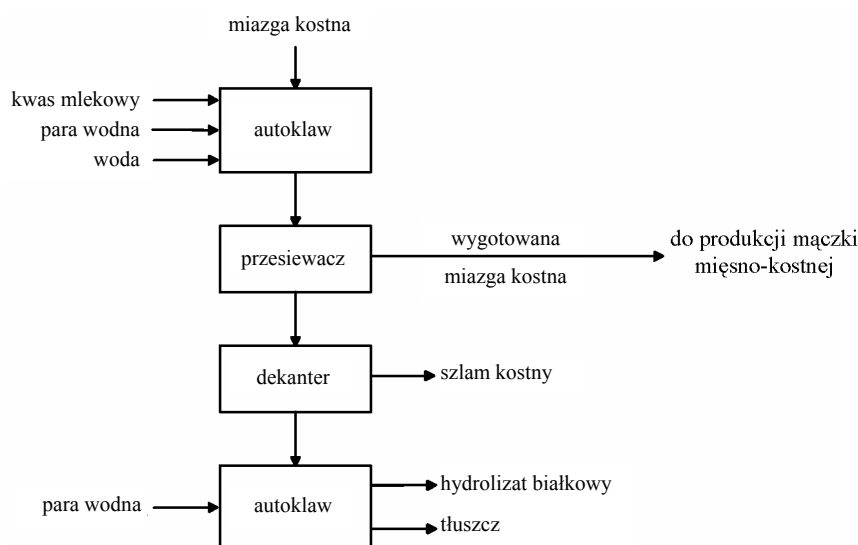 miazga kostna
kwas mlekowy
para wodna
woda
autoklaw
przesiewacz
wygotowana
miazga kostna
do produkcji mączki
mięsno-kostnej
dekanter
szlam kostny
para wodna
autoklaw
hydrolizat białkowy
tłuszcz